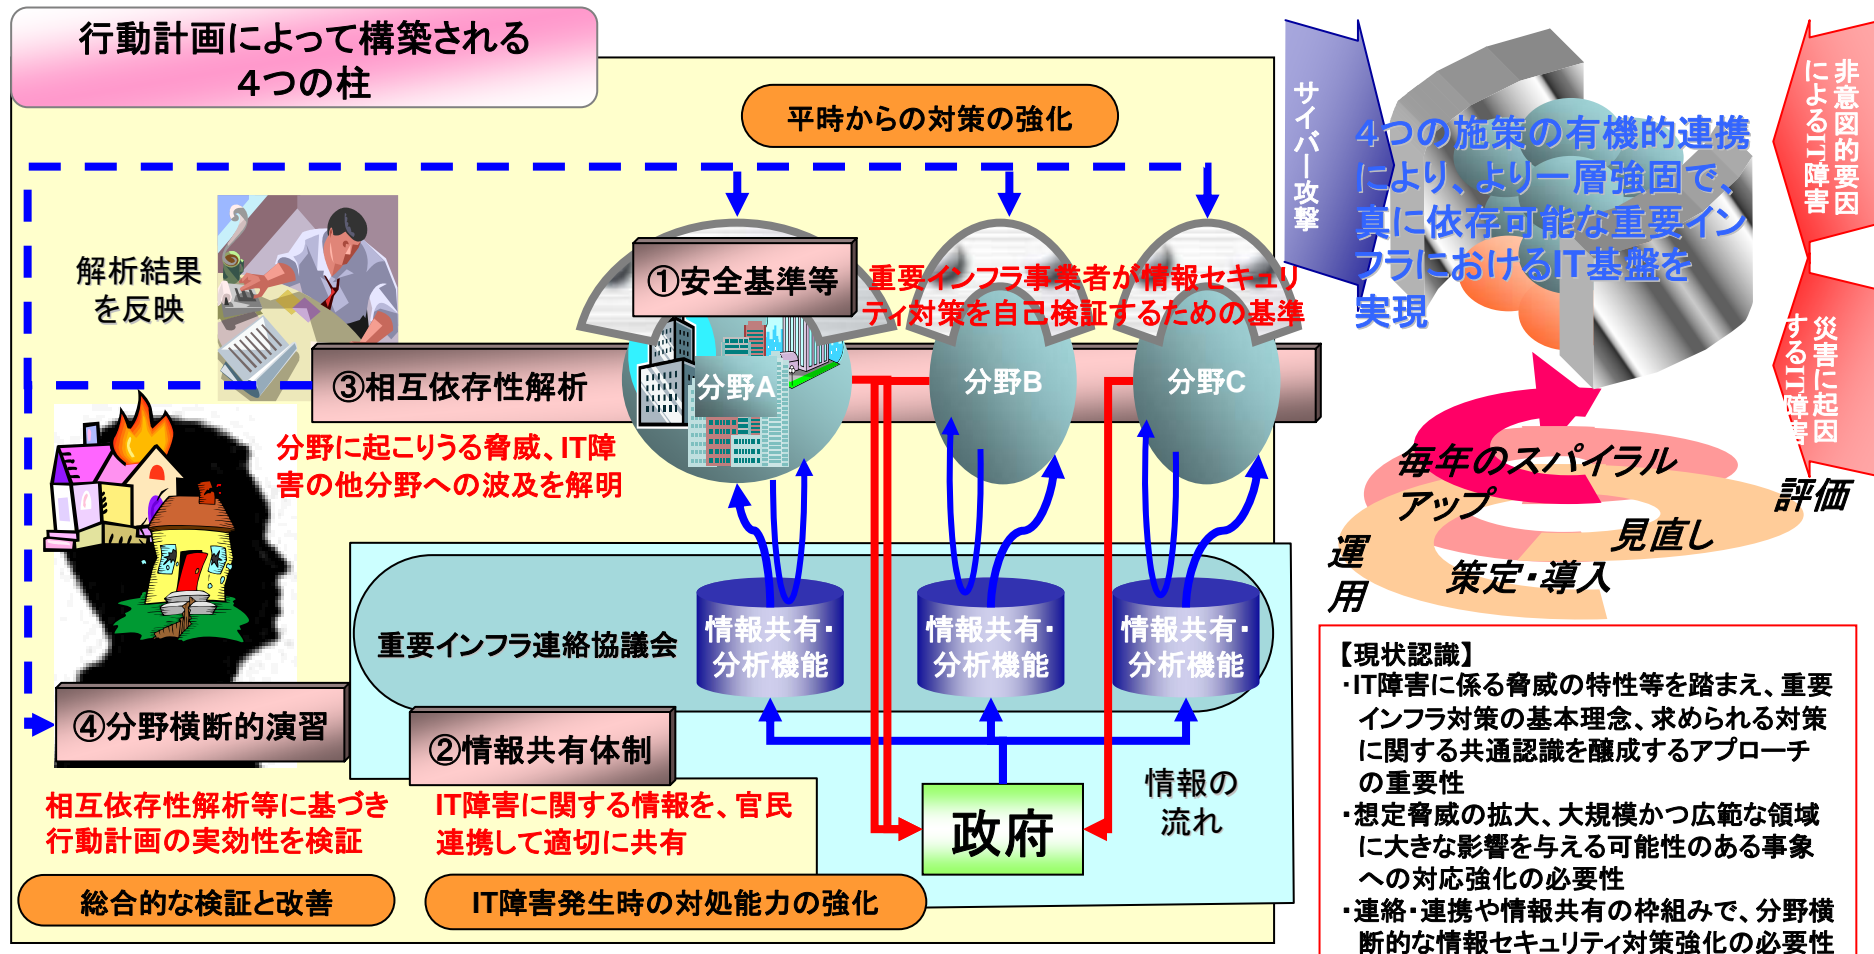 行動計画によって構築される
4つの柱
平時からの対策の強化
解析結果
を反映
①安全基準等
重要インフラ事業者が情報セキュリ
ティ対策を自己検証するための基準
③相互依存性解析
分野A
分野B
分野C
分野に起こりうる脅威、IT障
害の他分野への波及を解明
重要インフラ連絡協議会
情報共有・
分析機能
情報共有・
分析機能
情報共有・
分析機能
④分野横断的演習
②情報共有体制
相互依存性解析等に基づき
行動計画の実効性を検証
IT障害に関する情報を、官民
連携して適切に共有
政府
情報の
流れ
総合的な検証と改善
IT障害発生時の対処能力の強化
サイバー攻撃
4つの施策の有機的連携
により、より一層強固で、
真に依存可能な重要イン
フラにおけるIT基盤を
実現
非意図的要因
によるIT障害
災害に起因
するIT障害
毎年のスパイラル
アップ
評価
見直し
運
用
策定・導入
【現状認識】
・IT障害に係る脅威の特性等を踏まえ、重要
インフラ対策の基本理念、求められる対策
に関する共通認識を醸成するアプローチ
の重要性
・想定脅威の拡大、大規模かつ広範な領域
に大きな影響を与える可能性のある事象
への対応強化の必要性
・連絡・連携や情報共有の枠組みで、分野横
断的な情報セキュリティ対策強化の必要性